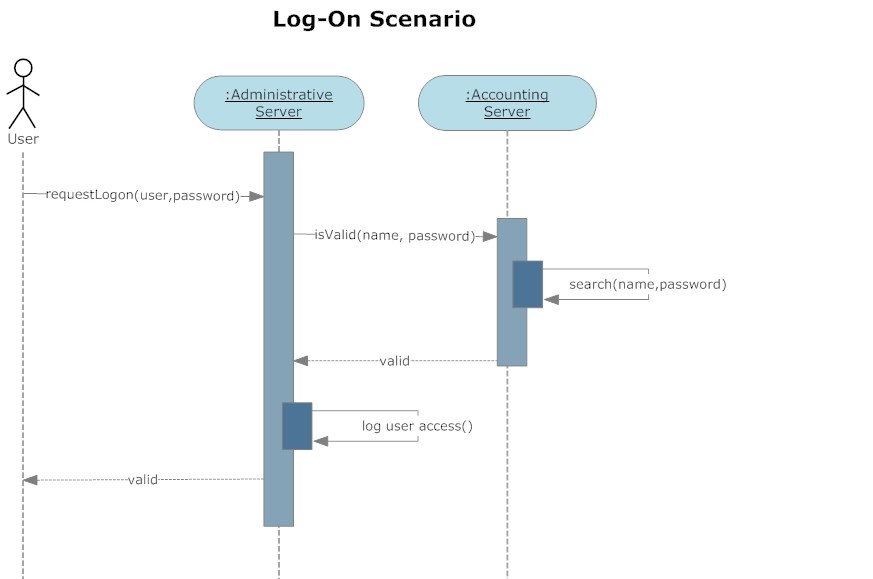 Log-On Scenario
:Administrative
Server
:Accounting
Server
User
requestLogon(user,password)
isValid(name, password)
search(name,password)
valid
log user access()
valid